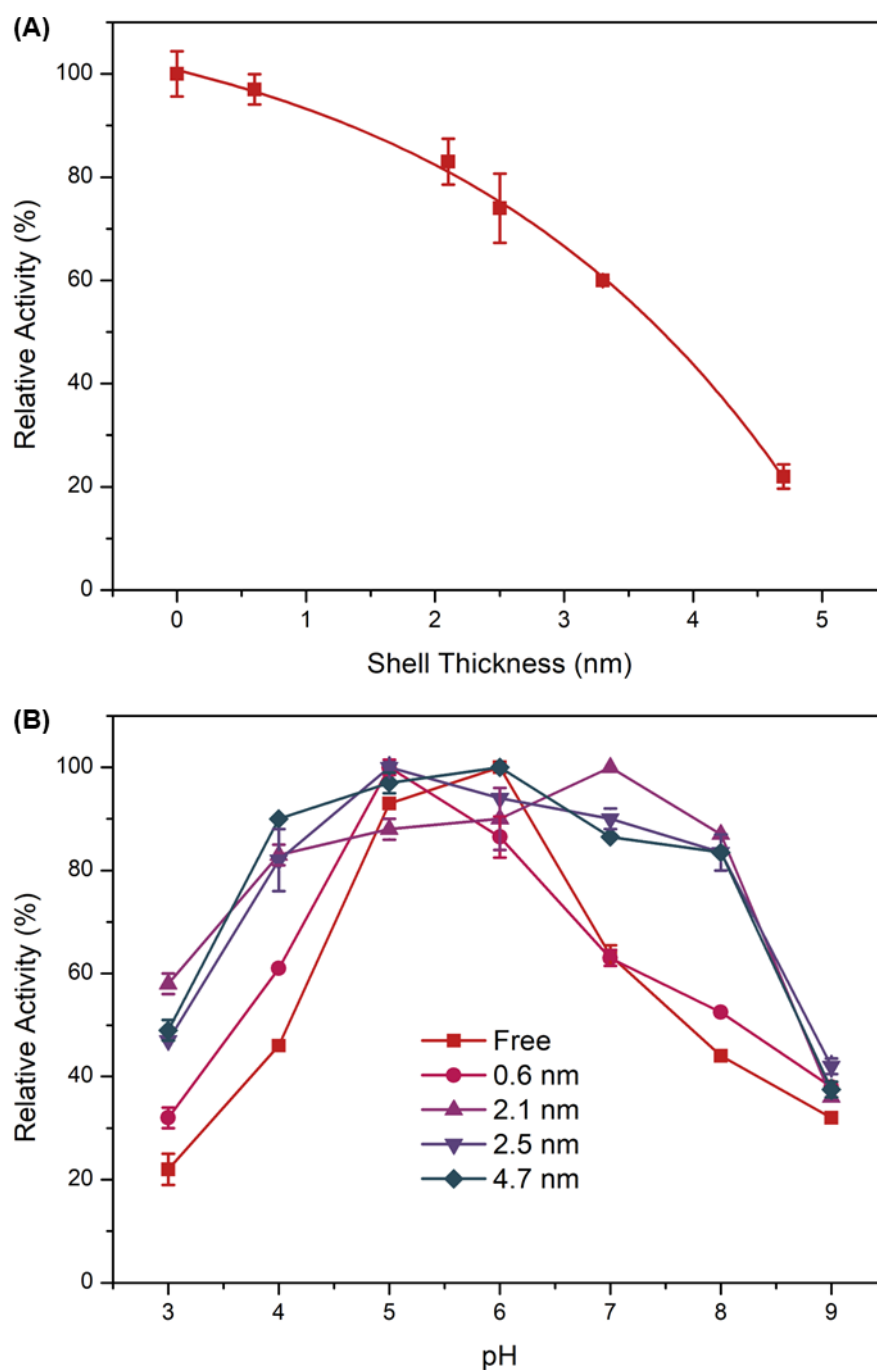 (A)
100
80
60
40
20
0
Relative Activity (%)
0 1 2 3 4 5
Shell Thickness (nm)
(B)
100
80
60
40
20
0
Relative Activity (%)
Free
0.6 nm
2.1 nm
2.5 nm
4.7 nm
3 4 5 6 7 8 9
pH